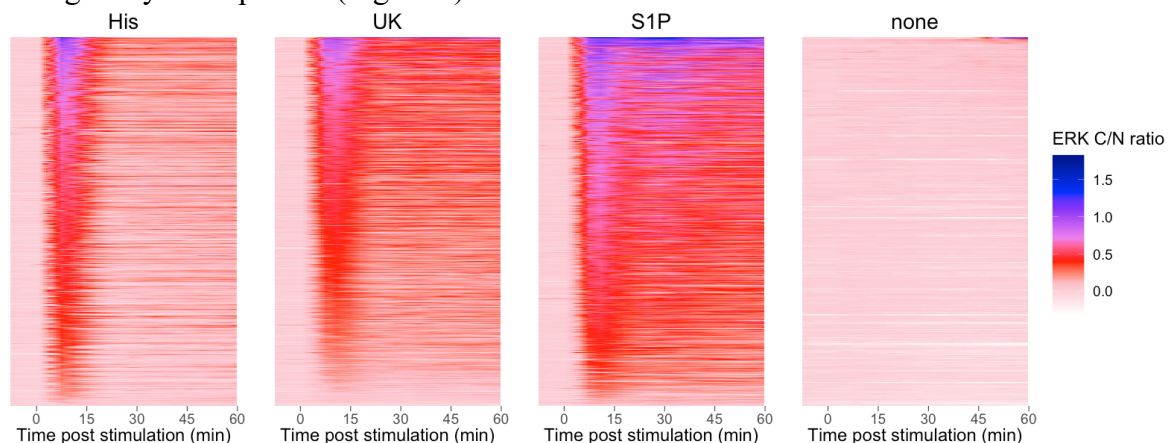 His UK S1P none
ERK C/N ratio
1.5
1.0
0.5
0.0
0 15 30 45 60 0 15 30 45 60 0 15 30 45 60 0 15 30 45 60
Time post stimulation (min) Time post stimulation (min) Time post stimulation (min) Time post stimulation (min)